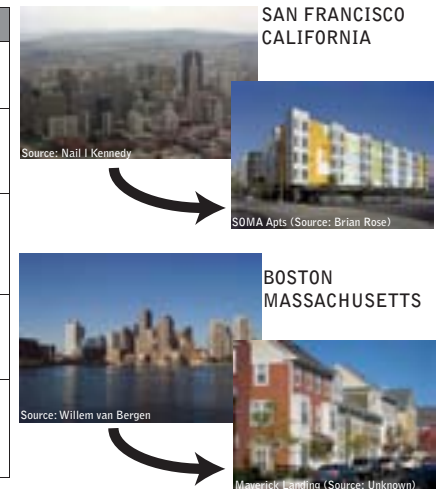 SAN FRANCISCO
CALIFORNIA
Source: Nail I Kennedy
SOMA Apts (Source: Brian Rose)
BOSTON
MASSACHUSETTS
Source: Willem van Bergen
Maverick Landing (Source: Unknown)